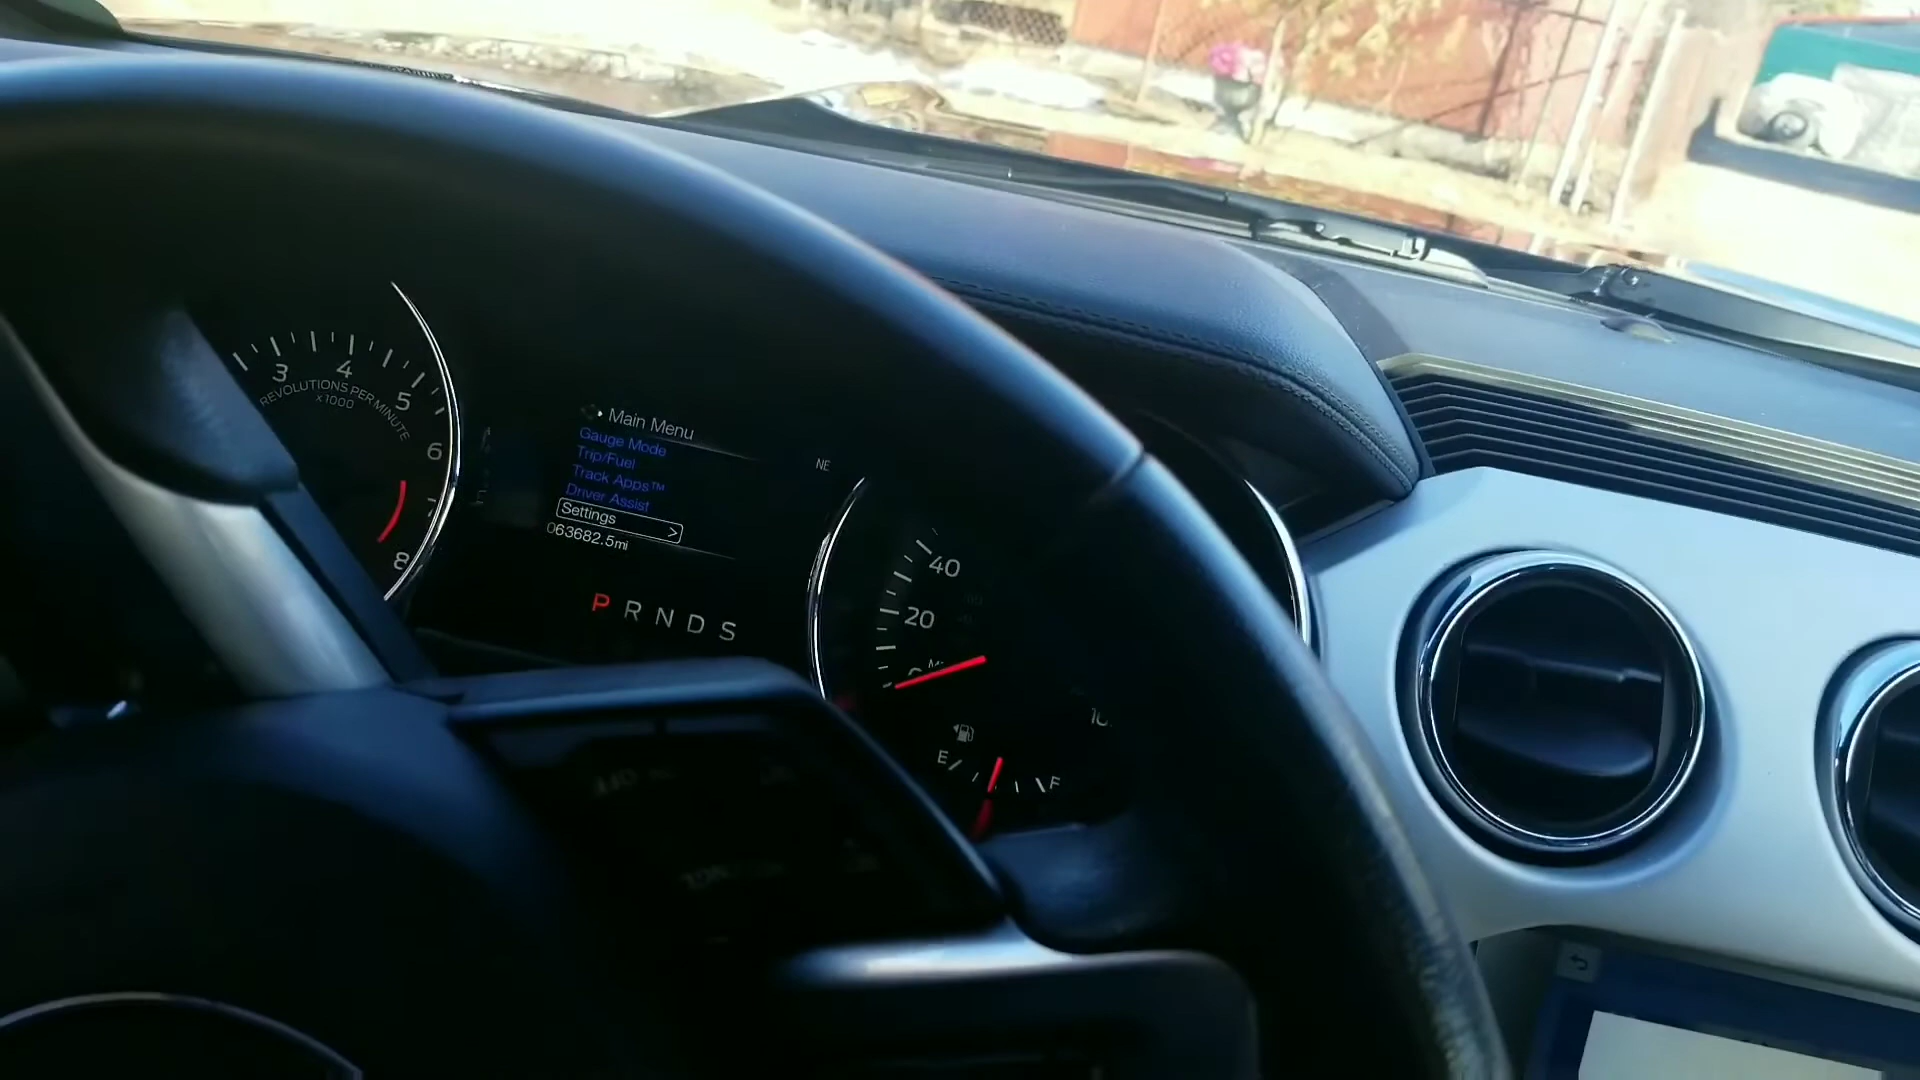 3
4
5
6
7
8
REVOLUTIONS PER MINUTE
x1000
Main Menu
Gauge Mode
Trip/Fuel
Track Apps™
Driver Assist
Settings >
063682.5mi
NE
P R N D S
40
20
E F